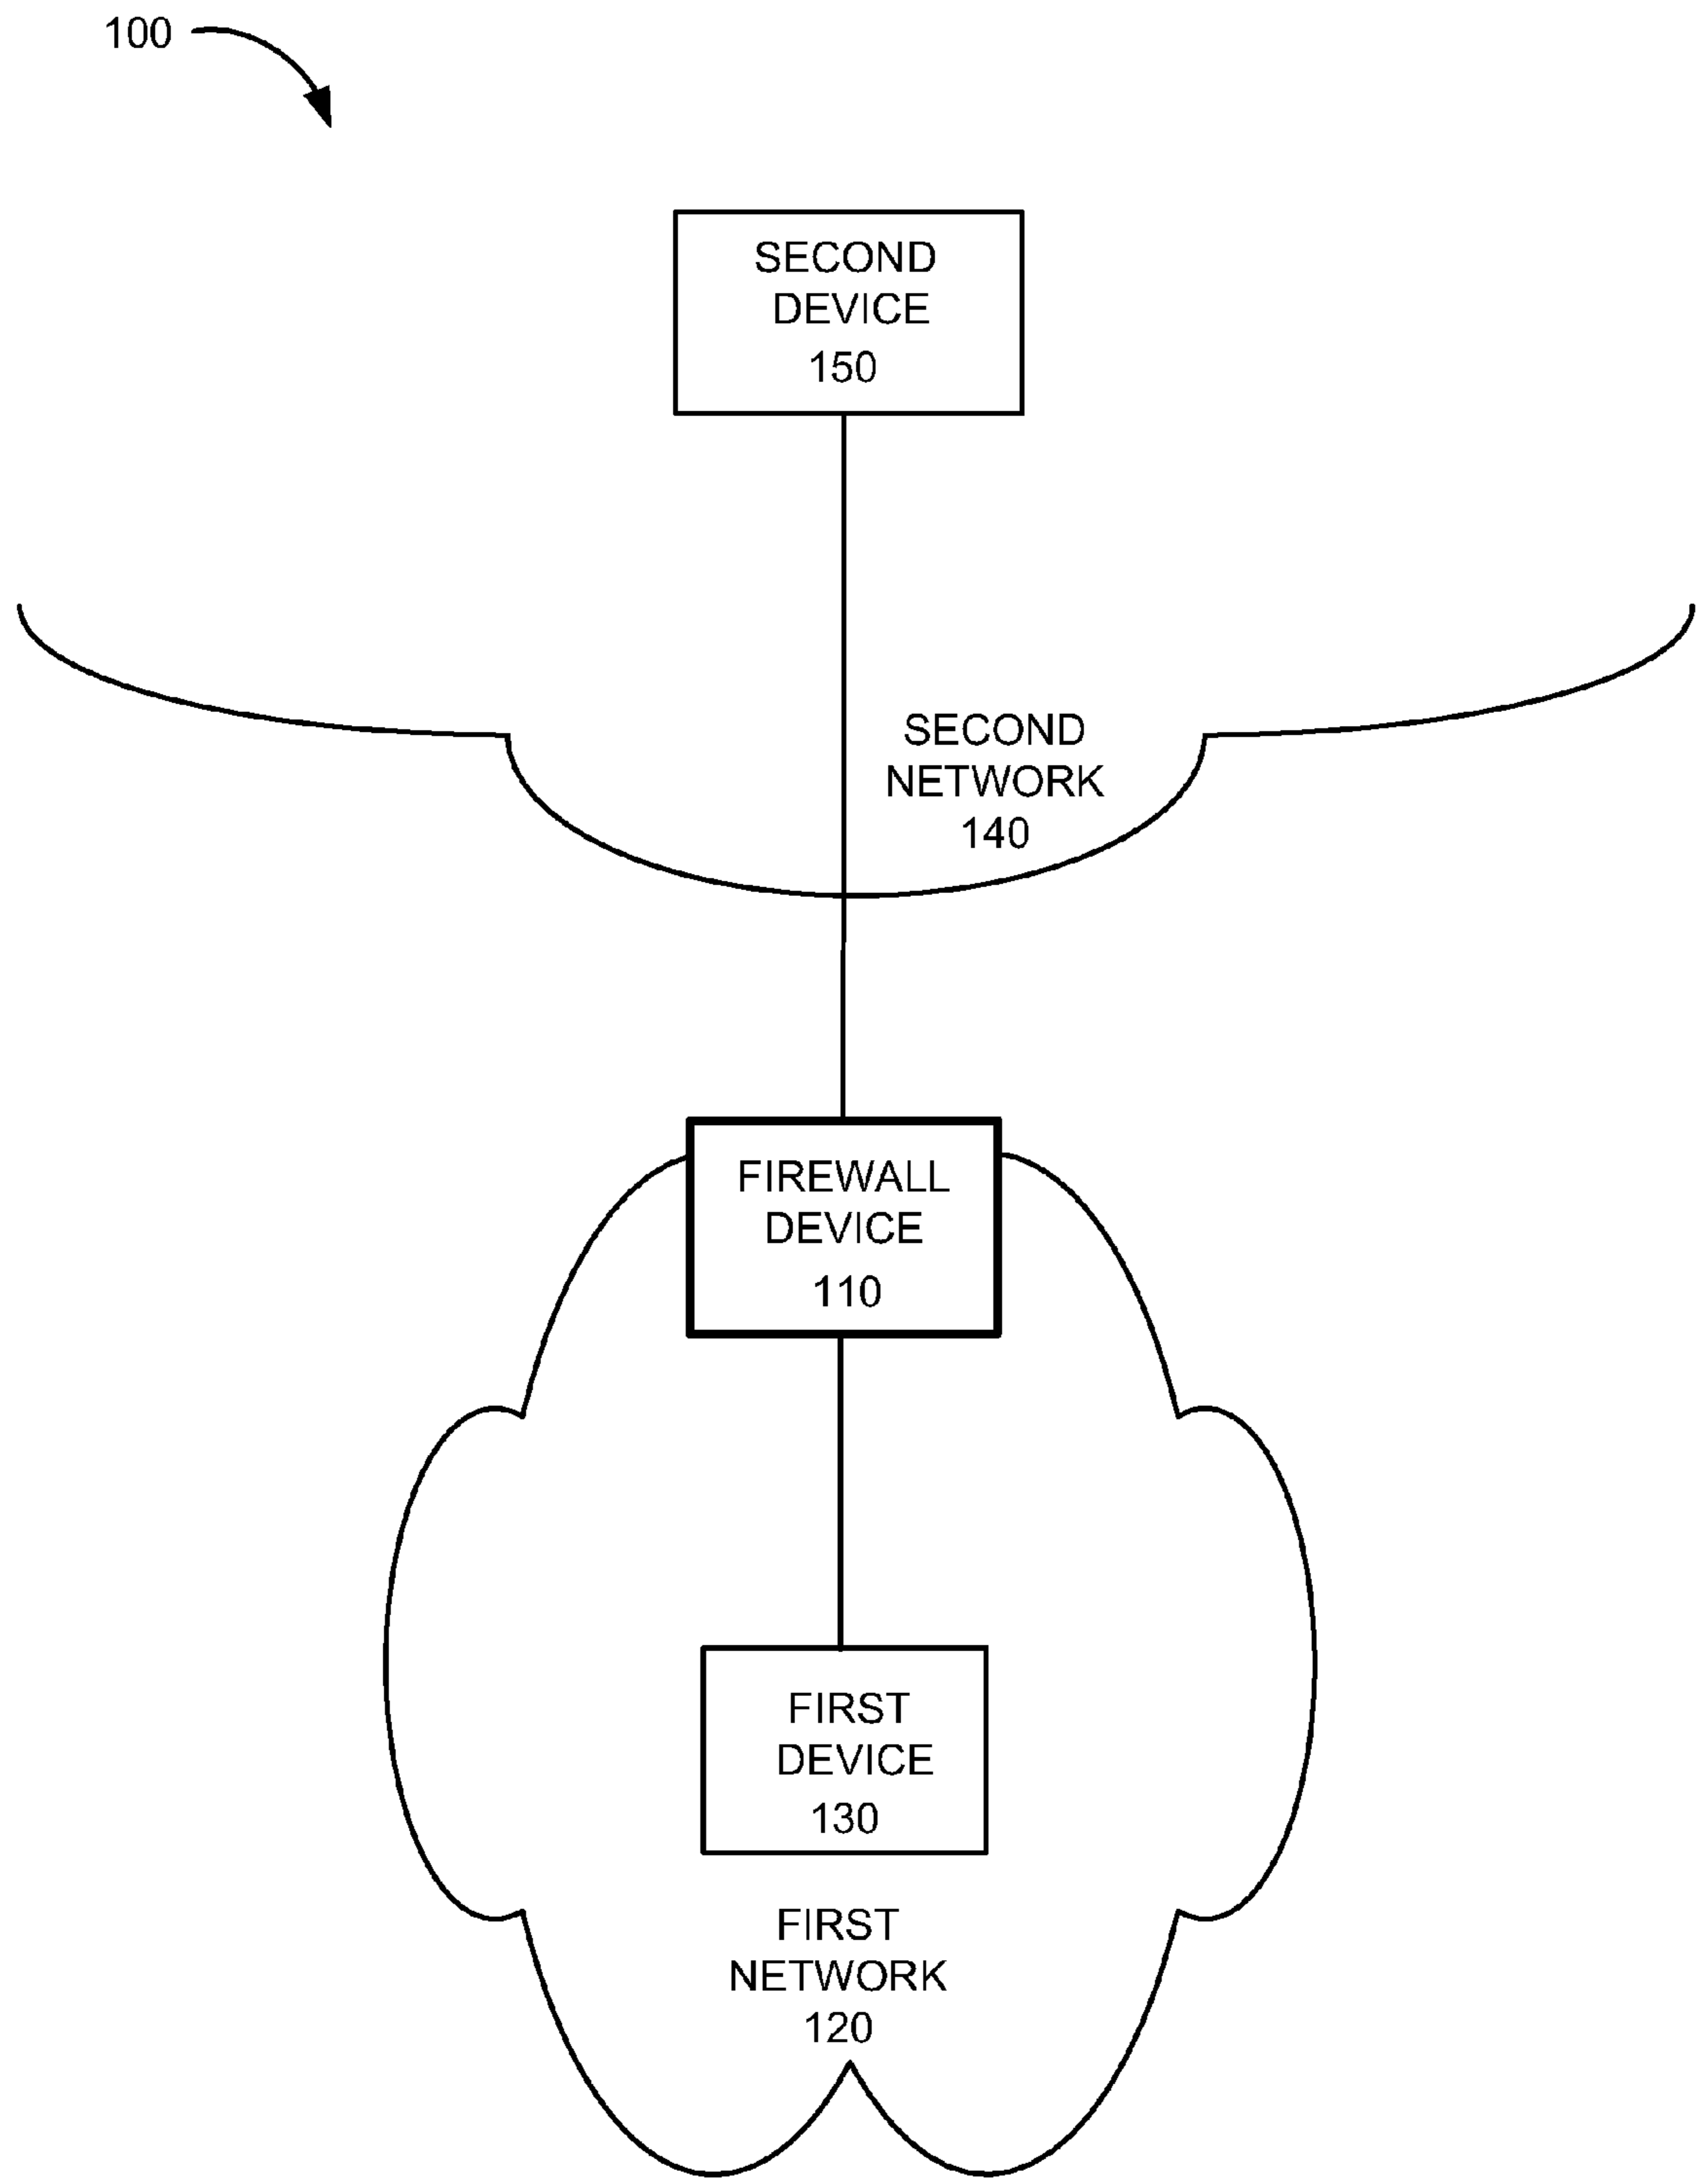 100
SECOND
DEVICE
150
SECOND
NETWORK
140
FIREWALL
DEVICE
110
FIRST
DEVICE
130
FIRST
NETWORK
120